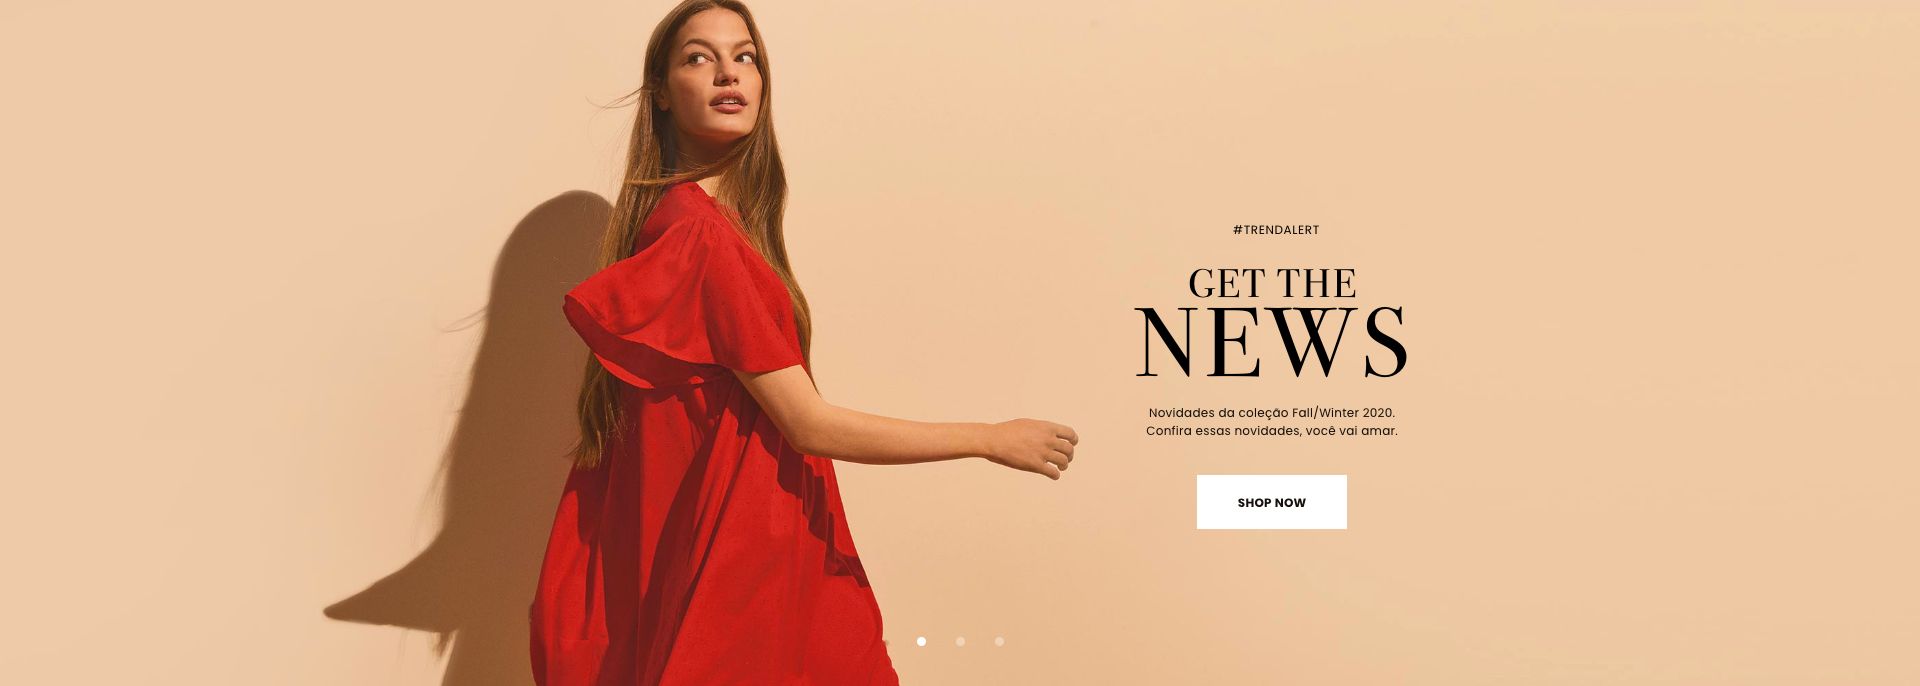 #TRENDALERT
GET THE
NEWS
Novidades da coleção Fall/Winter 2020.
Confira essas novidades, você vai amar.
SHOP NOW